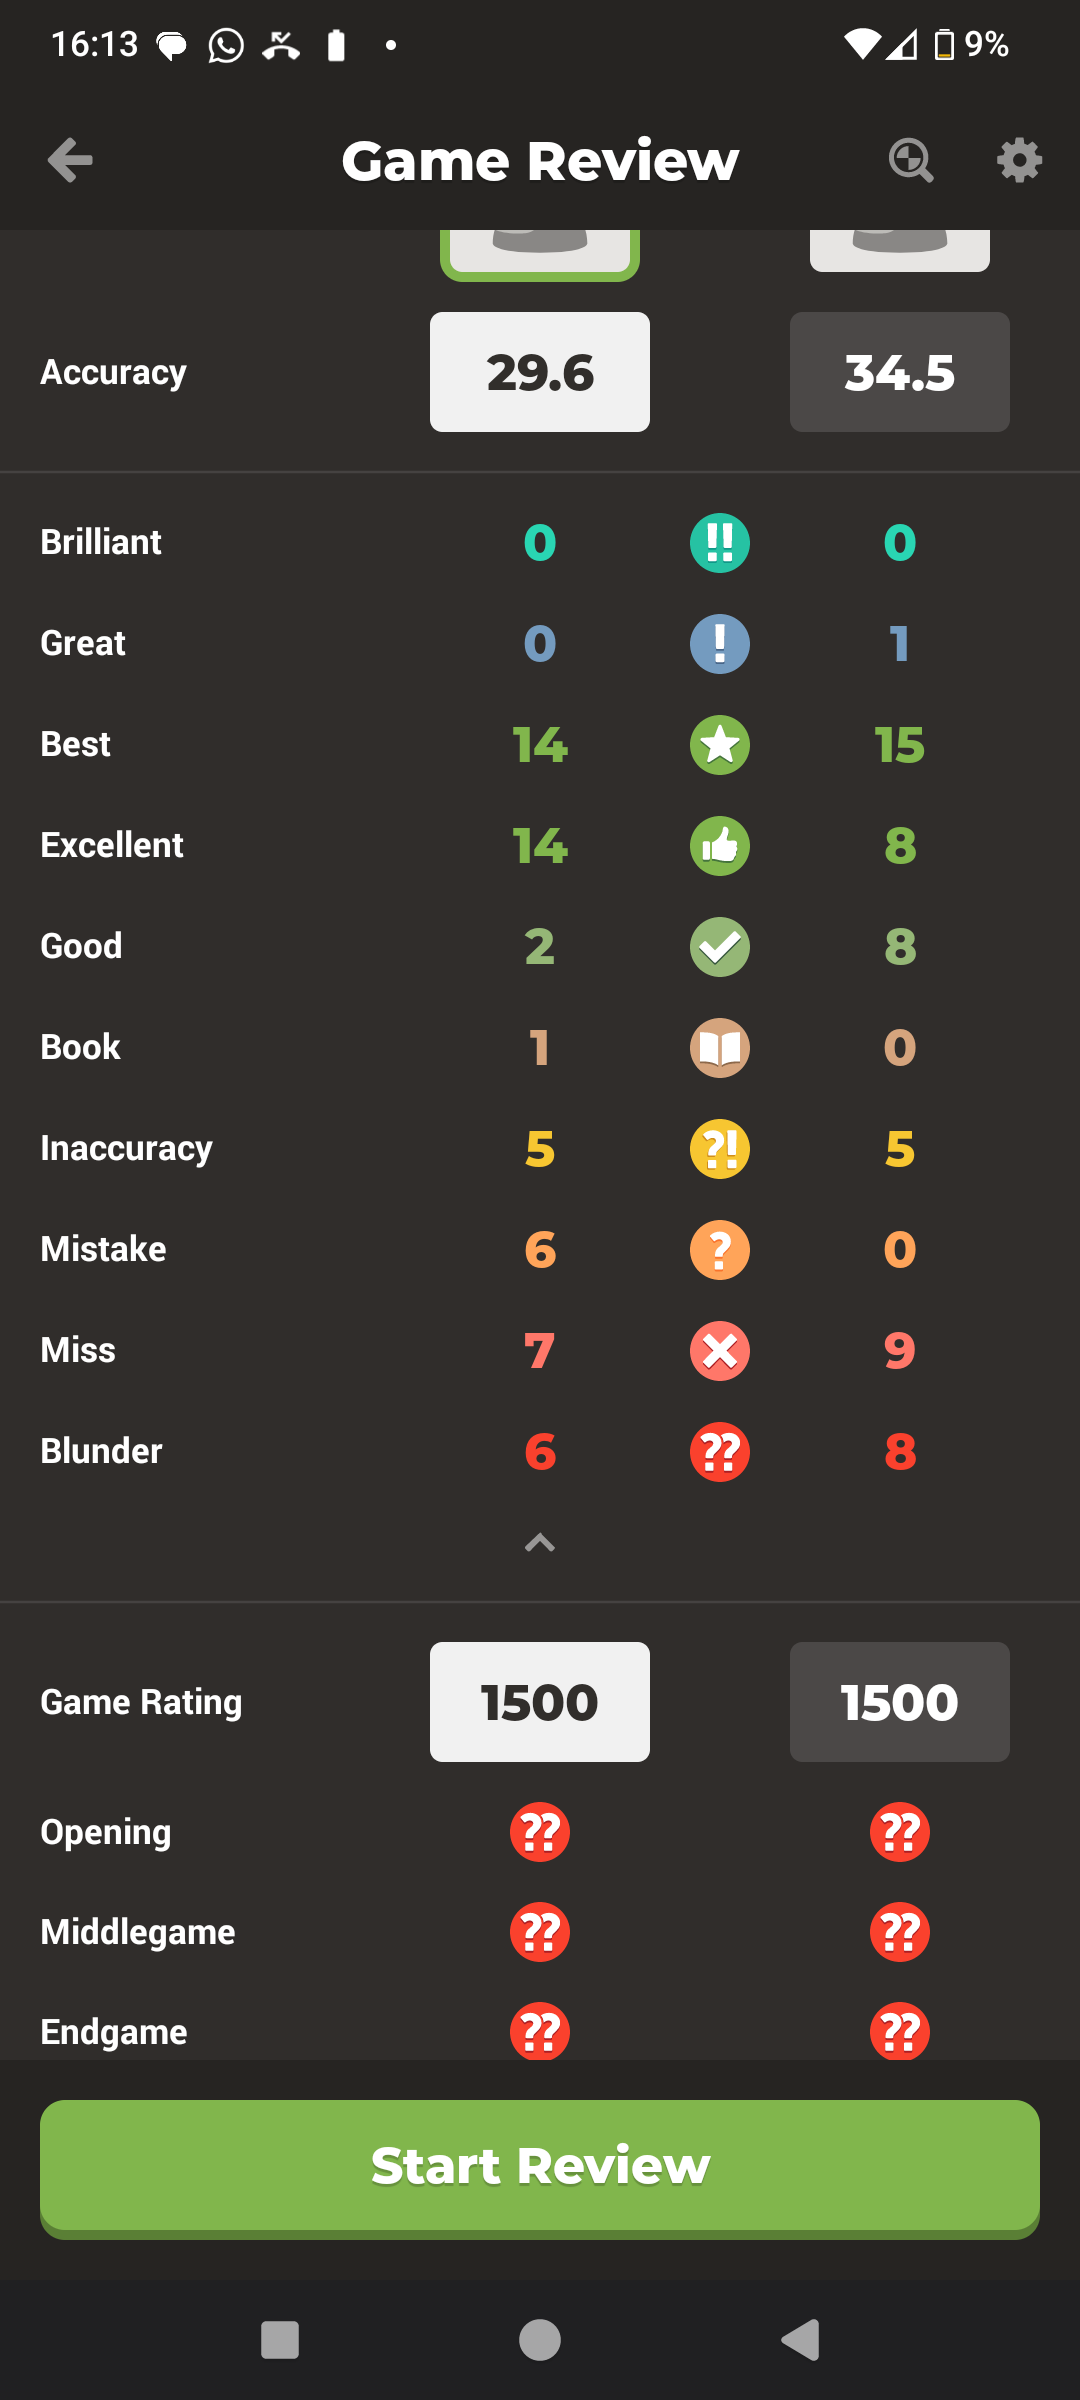 16:13 9%
Game Review
Accuracy 29.6 34.5
Brilliant 0 !! 0
Great 0 ! 1
Best 14 15
Excellent 14 8
Good 2 8
Book 1 0
Inaccuracy 5 ?! 5
Mistake 6 ? 0
Miss 7 9
Blunder 6 ?? 8
Game Rating 1500 1500
Opening ?? ??
Middlegame ?? ??
Endgame ?? ??
Start Review